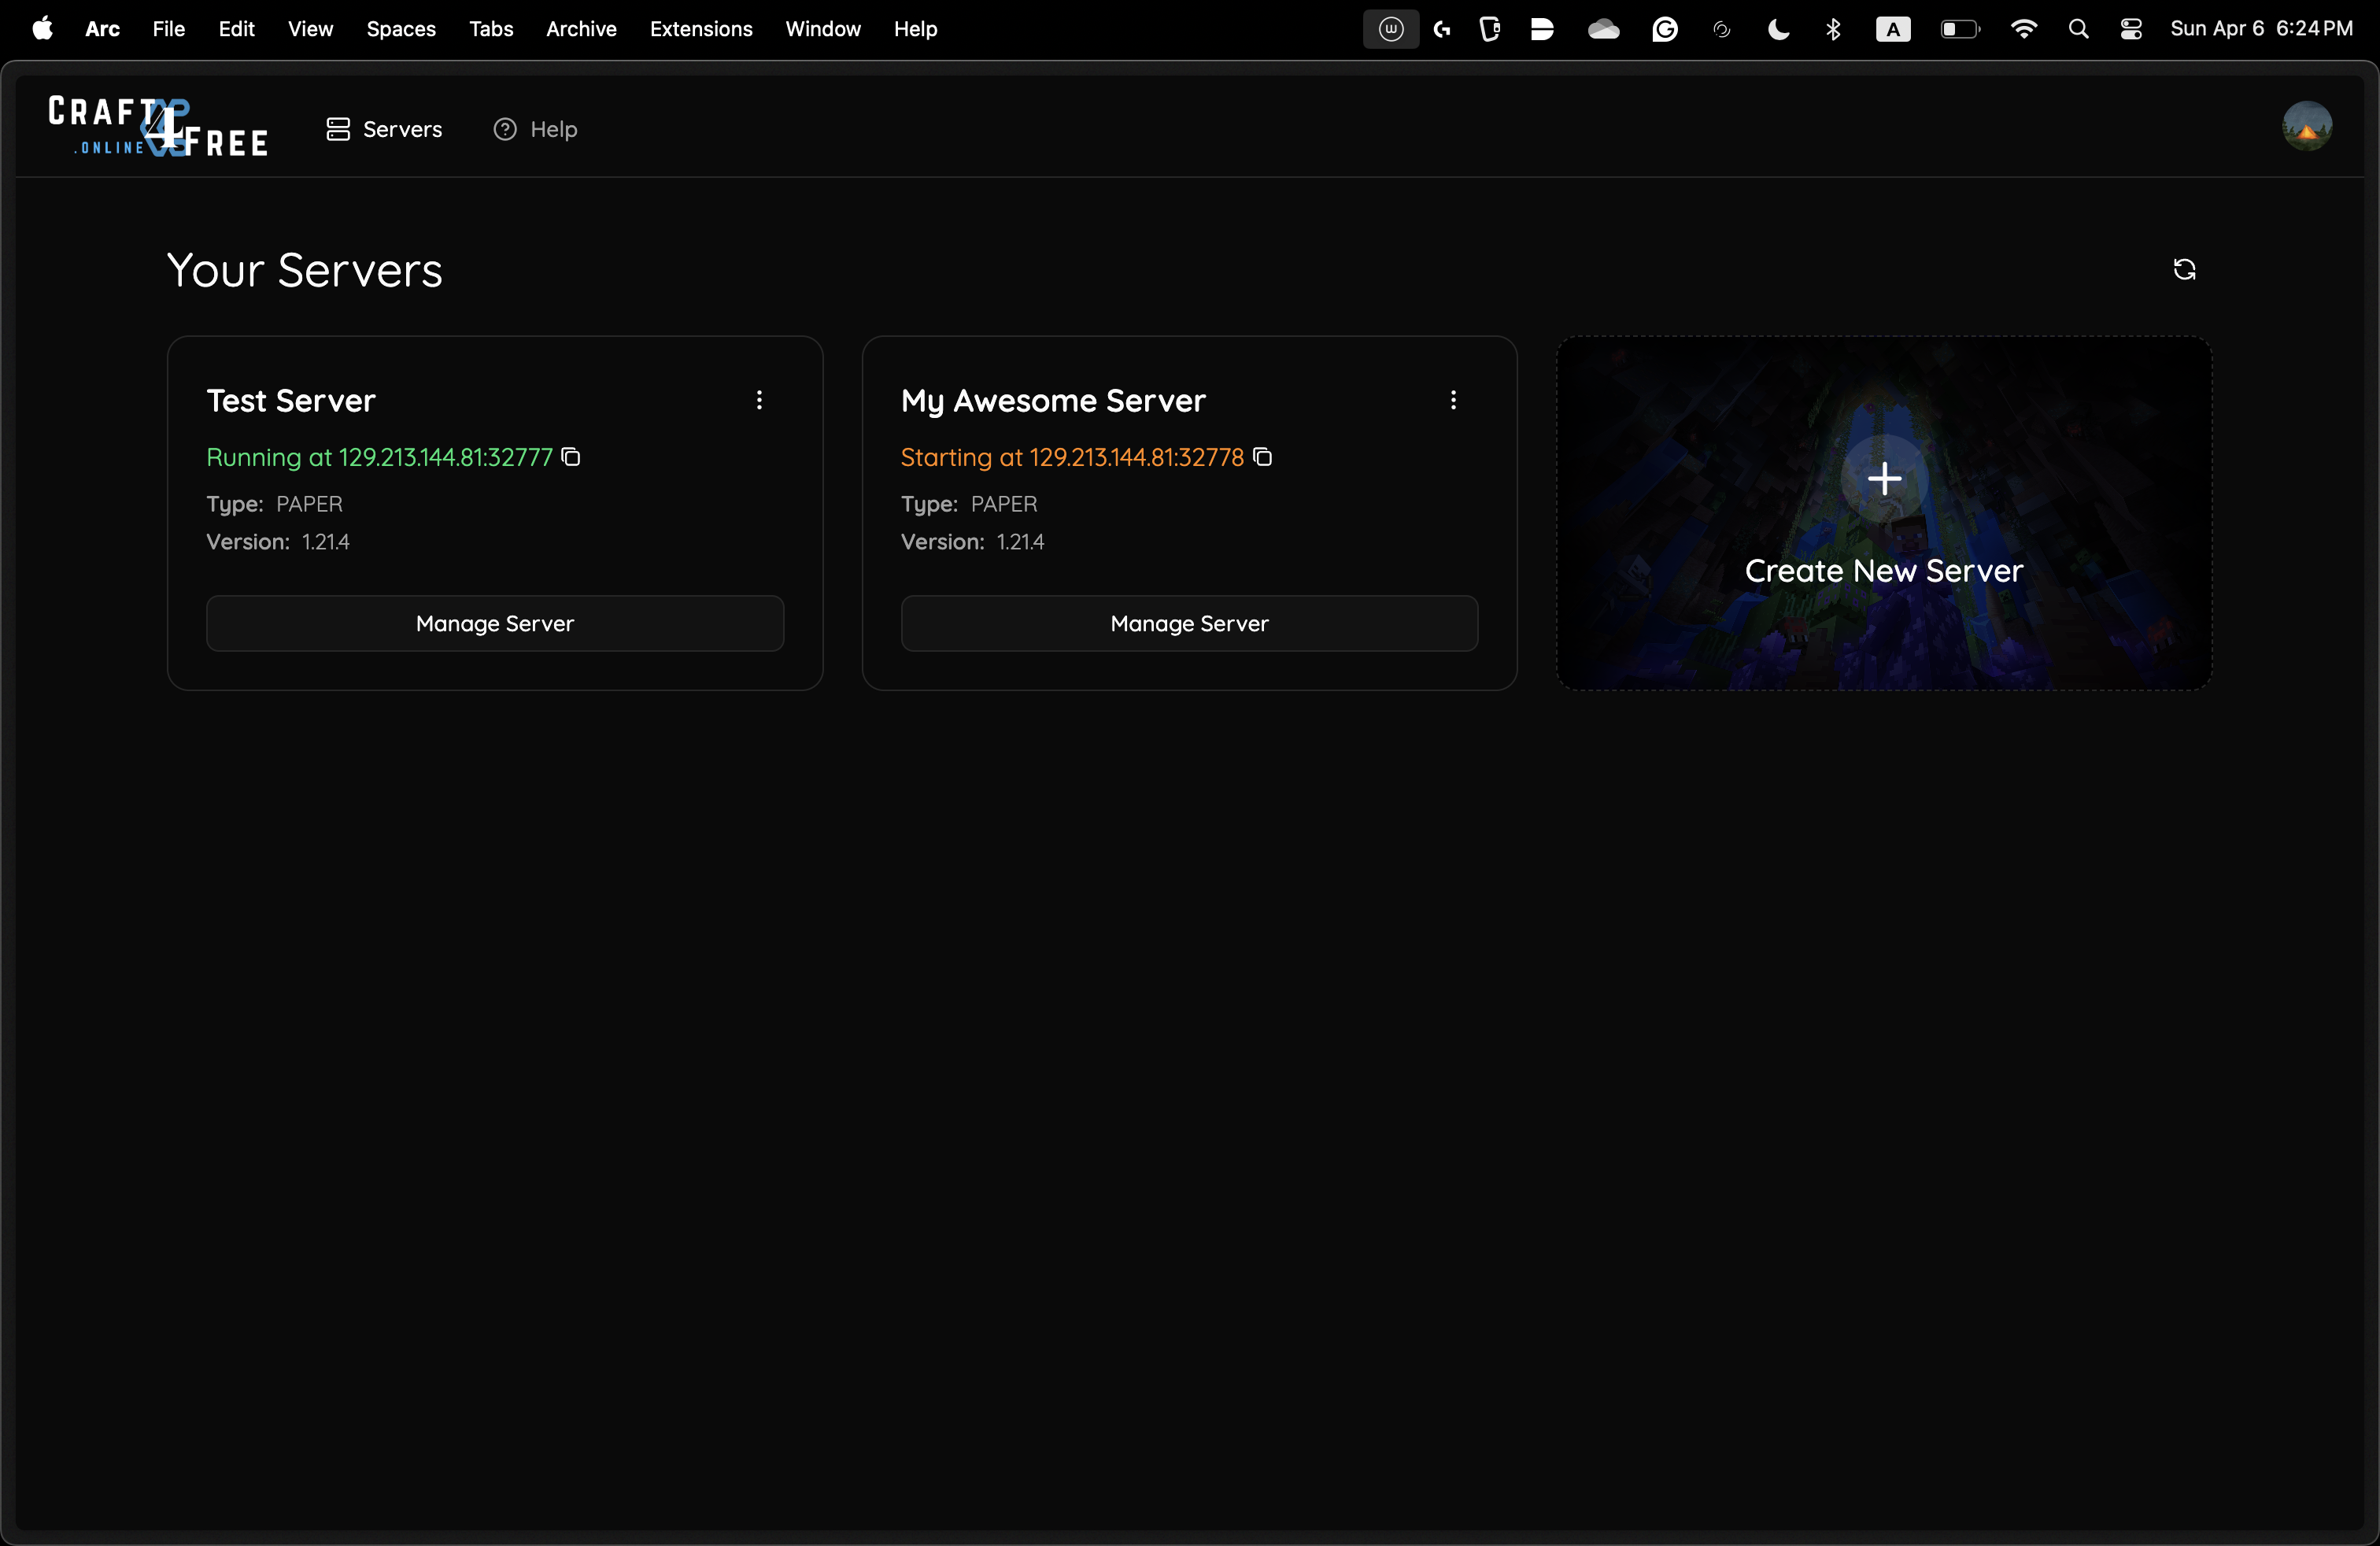 Arc File Edit View Spaces Tabs Archive Extensions Window Help A Sun Apr 6 6:24 PM
CRAFT
4
.ONLINE FREE
Servers Help
Your Servers
Test Server
Running at 129.213.144.81:32777
Type: PAPER
Version: 1.21.4
Manage Server
My Awesome Server
Starting at 129.213.144.81:32778
Type: PAPER
Version: 1.21.4
Manage Server
Create New Server